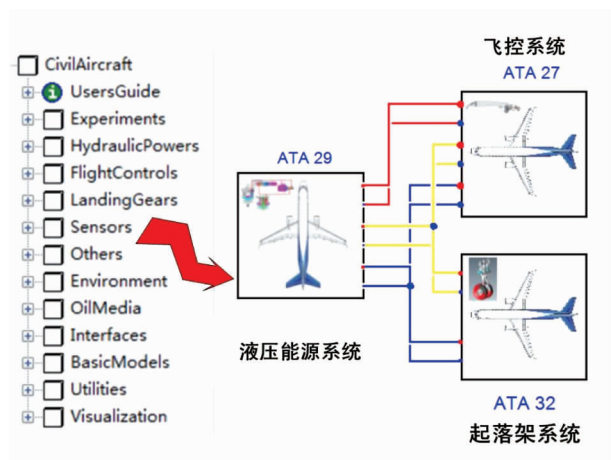 CivilAircraft
UsersGuide
Experiments
HydraulicPowers
FlightControls
LandingGears
Sensors
Others
Environment
OilMedia
Interfaces
BasicModels
Utilities
Visualization
ATA 29
液压能源系统
飞控系统
ATA 27
ATA 32
起落架系统